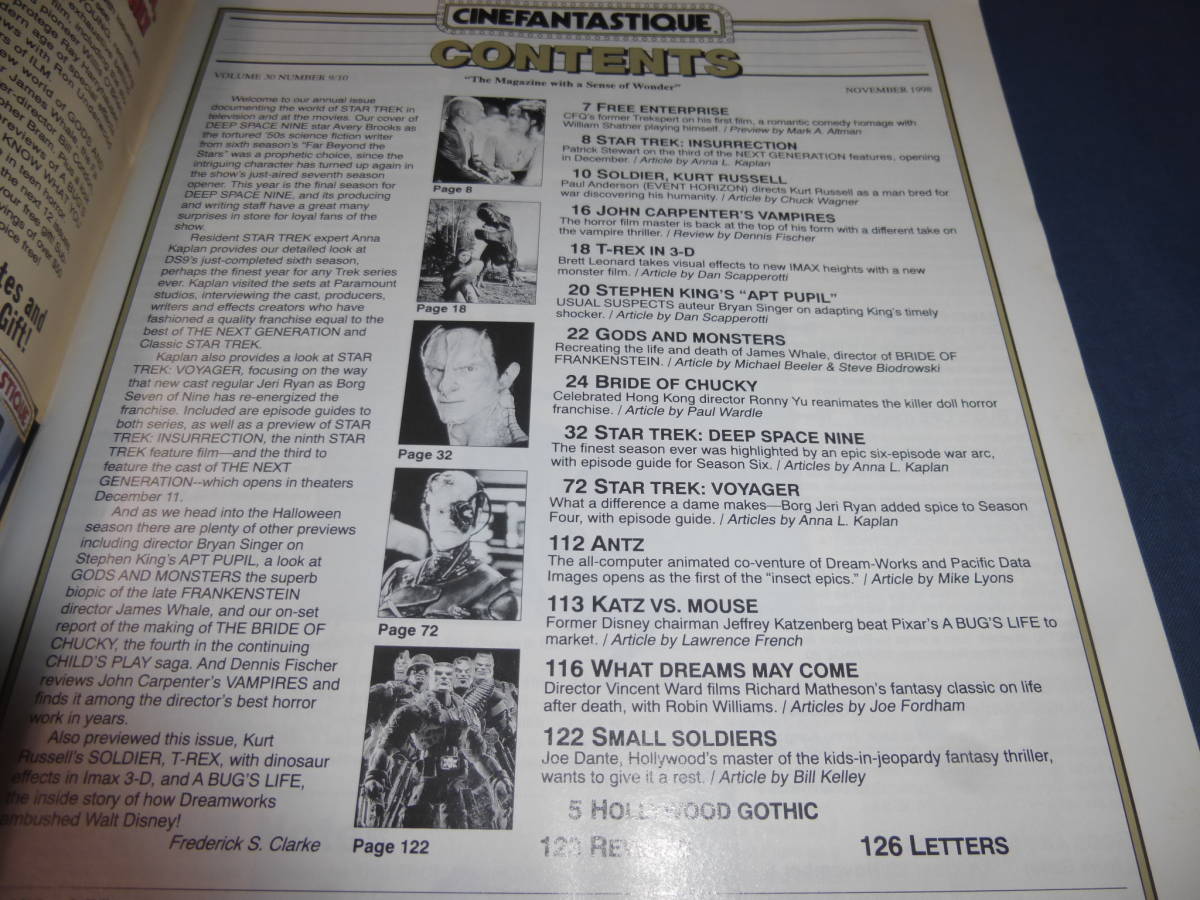 CINEFANTASTIQUE
CONTENTS
VOLUME 30 NUMBER 9/10
"The Magazine with a Sense of Wonder"
NOVEMBER 1998
Welcome to our annual issue
documenting the world of STAR TREK in
television and at the movies. Our cover of
DEEP SPACE NINE star Avery Brooks as
the tortured '50s science fiction writer
from sixth season's "Far Beyond the
Stars" was a prophetic choice, since the
intriguing character has turned up again in
the show's just-aired seventh season
opener. This year is the final season for
DEEP SPACE NINE, and its producing
and writing staff have a great many
surprises in store for loyal fans of the
show.
Resident STAR TREK expert Anna
Kaplan provides our detailed look at
DS9's just-completed sixth season,
perhaps the finest year for any Trek series
ever. Kaplan visited the sets at Paramount
studios, interviewing the cast, producers,
writers and effects creators who have
fashioned a quality franchise equal to the
best of THE NEXT GENERATION and
Classic STAR TREK.
Kaplan also provides a look at STAR
TREK: VOYAGER, focusing on the way
that new cast regular Jeri Ryan as Borg
Seven of Nine has re-energized the
franchise. Included are episode guides to
both series, as well as a preview of STAR
TREK: INSURRECTION, the ninth STAR
TREK feature film—and the third to
feature the cast of THE NEXT
GENERATION--which opens in theaters
December 11.
And as we head into the Halloween
season there are plenty of other previews
including director Bryan Singer on
Stephen King's APT PUPIL, a look at
GODS AND MONSTERS the superb
biopic of the late FRANKENSTEIN
director James Whale, and our on-set
report of the making of THE BRIDE OF
CHUCKY, the fourth in the continuing
CHILD'S PLAY saga. And Dennis Fischer
reviews John Carpenter's VAMPIRES and
finds it among the director's best horror
work in years.
Also previewed this issue, Kurt
Russell's SOLDIER, T-REX, with dinosaur
effects in Imax 3-D, and A BUG'S LIFE,
the inside story of how Dreamworks
ambushed Walt Disney!
Frederick S. Clarke
Page 8
Page 18
Page 32
Page 72
Page 122
7 FREE ENTERPRISE
CFQ's former Trekspert on his first film, a romantic comedy homage with
William Shatner playing himself. / Preview by Mark A. Altman
8 STAR TREK: INSURRECTION
Patrick Stewart on the third of the NEXT GENERATION features, opening
in December. / Article by Anna L. Kaplan
10 SOLDIER, KURT RUSSELL
Paul Anderson (EVENT HORIZON) directs Kurt Russell as a man bred for
war discovering his humanity. / Article by Chuck Wagner
16 JOHN CARPENTER'S VAMPIRES
The horror film master is back at the top of his form with a different take on
the vampire thriller. / Review by Dennis Fischer
18 T-REX IN 3-D
Brett Leonard takes visual effects to new IMAX heights with a new
monster film. / Article by Dan Scapperotti
20 STEPHEN KING'S "APT PUPIL"
USUAL SUSPECTS auteur Bryan Singer on adapting King's timely
shocker. / Article by Dan Scapperotti
22 GODS AND MONSTERS
Recreating the life and death of James Whale, director of BRIDE OF
FRANKENSTEIN. / Article by Michael Beeler & Steve Biodrowski
24 BRIDE OF CHUCKY
Celebrated Hong Kong director Ronny Yu reanimates the killer doll horror
franchise. / Article by Paul Wardle
32 STAR TREK: DEEP SPACE NINE
The finest season ever was highlighted by an epic six-episode war arc,
with episode guide for Season Six. / Articles by Anna L. Kaplan
72 STAR TREK: VOYAGER
What a difference a dame makes—Borg Jeri Ryan added spice to Season
Four, with episode guide. / Articles by Anna L. Kaplan
112 ANTZ
The all-computer animated co-venture of Dream-Works and Pacific Data
Images opens as the first of the "insect epics." / Article by Mike Lyons
113 KATZ VS. MOUSE
Former Disney chairman Jeffrey Katzenberg beat Pixar's A BUG'S LIFE to
market. / Article by Lawrence French
116 WHAT DREAMS MAY COME
Director Vincent Ward films Richard Matheson's fantasy classic on life
after death, with Robin Williams. / Articles by Joe Fordham
122 SMALL SOLDIERS
Joe Dante, Hollywood's master of the kids-in-jeopardy fantasy thriller,
wants to give it a rest. / Article by Bill Kelley
5 HOLLYWOOD GOTHIC
126 LETTERS